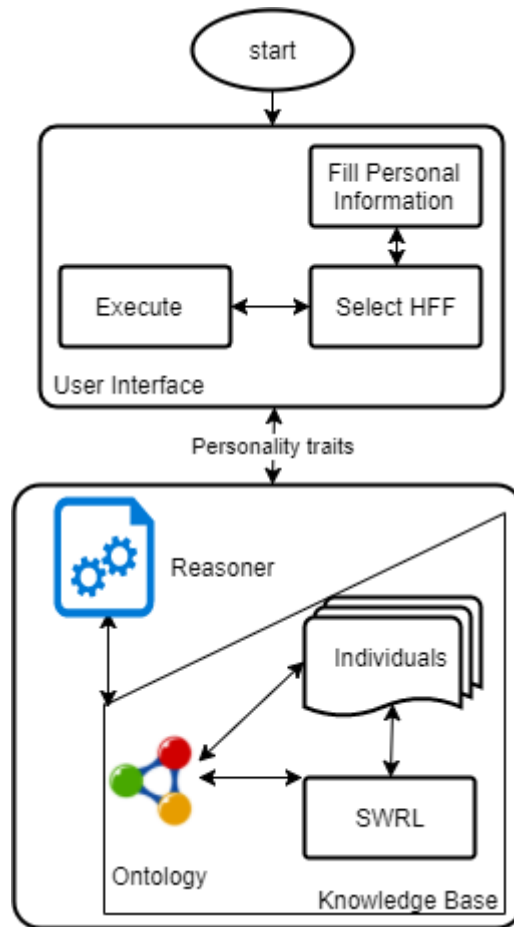 start
Fill Personal
Information
Execute
Select HFF
User Interface
Personality traits
Reasoner
Individuals
SWRL
Ontology
Knowledge Base